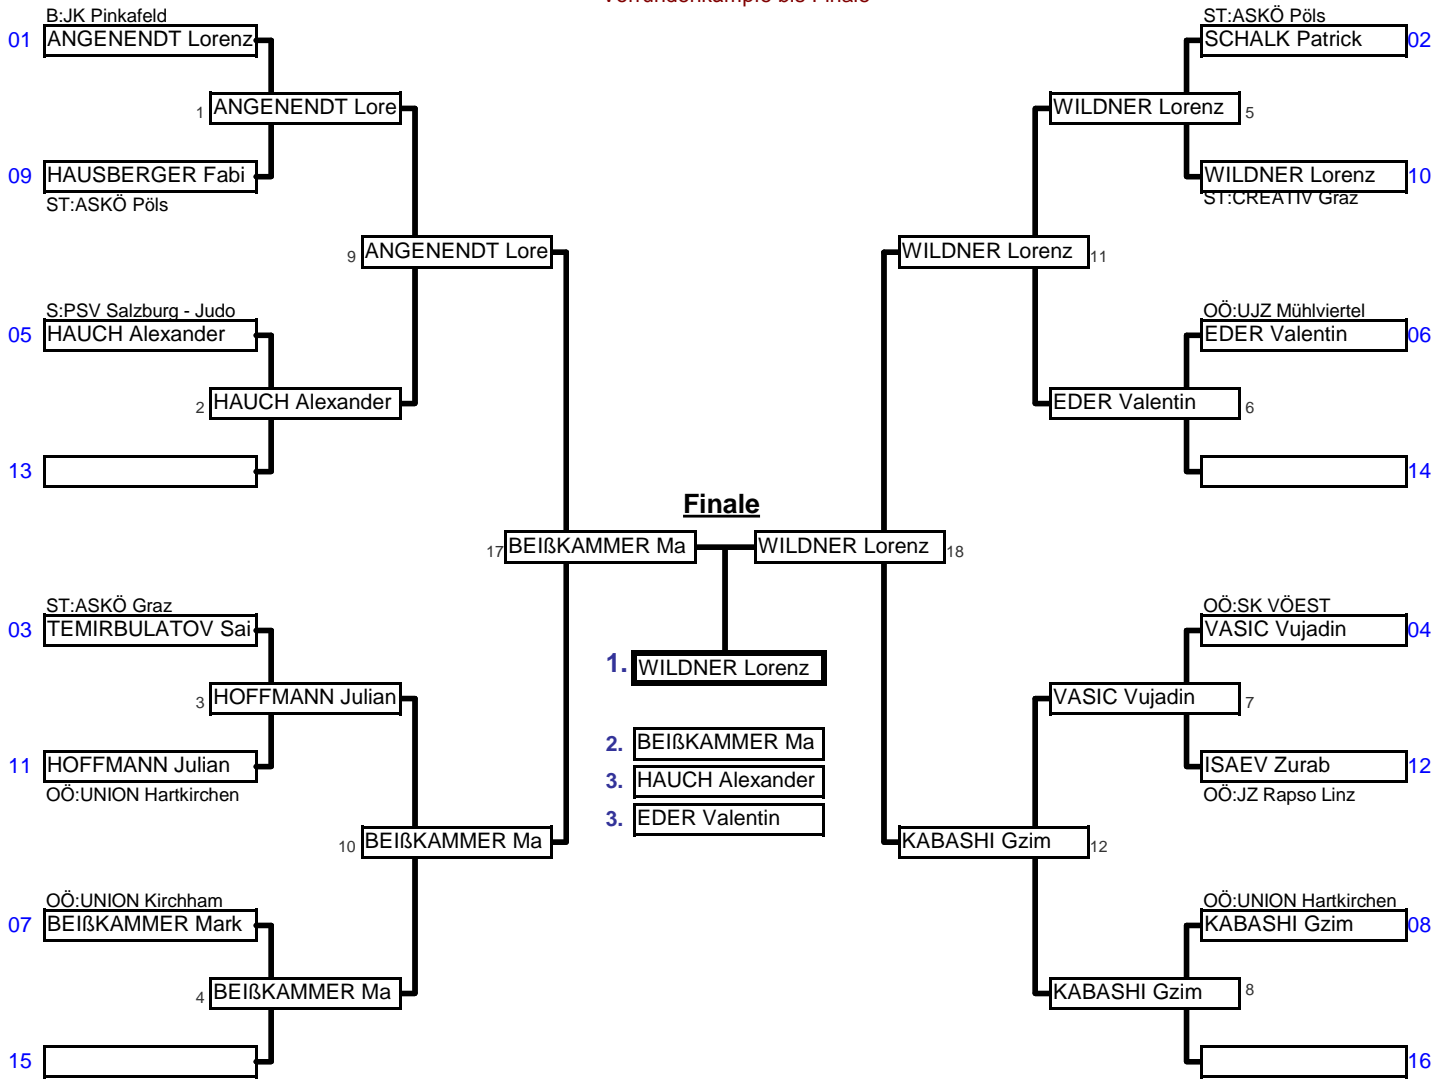 Vorrundenkämpfe bis Finale
B:JK Pinkafeld
01 ANGENENDT Lorenz
1 ANGENENDT Lore
09 HAUSBERGER Fabi
ST:ASKÖ Pöls
9 ANGENENDT Lore
S:PSV Salzburg - Judo
05 HAUCH Alexander
2 HAUCH Alexander
13
17 BEIßKAMMER Ma
ST:ASKÖ Graz
03 TEMIRBULATOV Sai
3 HOFFMANN Julian
11 HOFFMANN Julian
OÖ:UNION Hartkirchen
10 BEIßKAMMER Ma
OÖ:UNION Kirchham
07 BEIßKAMMER Mark
4 BEIßKAMMER Ma
15
Finale
1. WILDNER Lorenz
2. BEIßKAMMER Ma
3. HAUCH Alexander
3. EDER Valentin
ST:ASKÖ Pöls
SCHALK Patrick 02
WILDNER Lorenz 5
WILDNER Lorenz 10
ST:CREATIV Graz
WILDNER Lorenz 11
OÖ:UJZ Mühlviertel
EDER Valentin 06
EDER Valentin 6
14
WILDNER Lorenz 18
OÖ:SK VÖEST
VASIC Vujadin 04
VASIC Vujadin 7
ISAEV Zurab 12
OÖ:JZ Rapso Linz
KABASHI Gzim 12
OÖ:UNION Hartkirchen
KABASHI Gzim 08
KABASHI Gzim 8
16